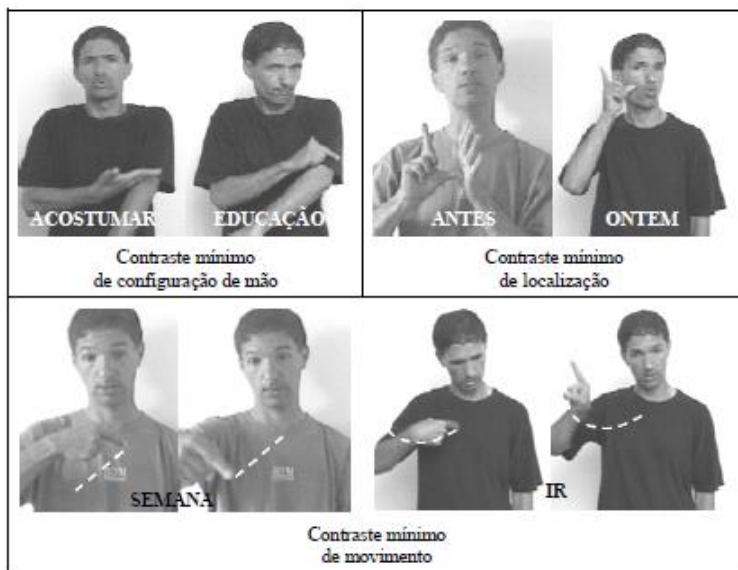 ACOSTUMAR
EDUCAÇÃO
Contraste mínimo
de configuração de mão
ANTES
ONTEM
Contraste mínimo
de localização
SEMANA
IR
Contraste mínimo
de movimento